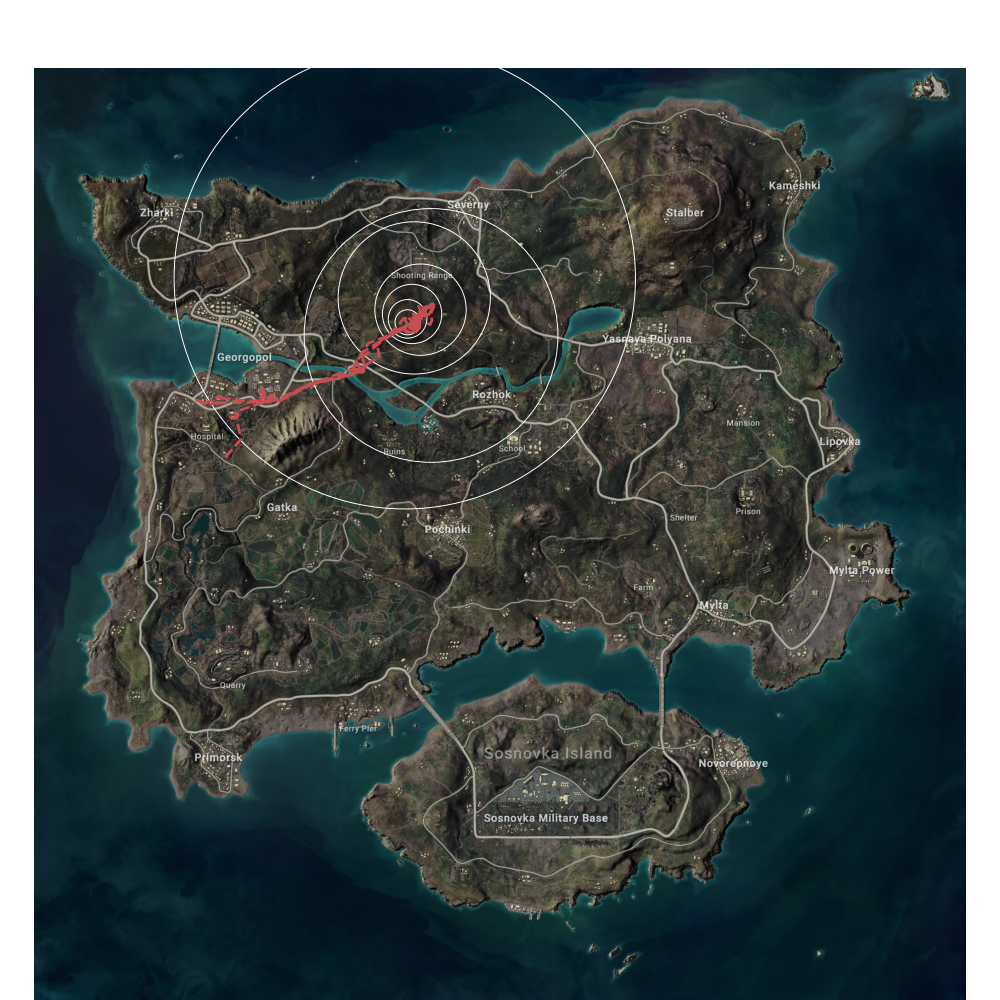 Kameshki
Severny
Zharki
Stalber
Shooting Range
Yasnaya Polyana
Georgopol
Rozhok
Mansion
Hospital
Lipovka
School
Ruins
Gatka
Prison
Shelter
Pochinki
Mylta Power
Farm
Mylta
Quarry
Ferry Pier
Sosnovka Island
Primorsk
Novorepnoye
Sosnovka Military Base